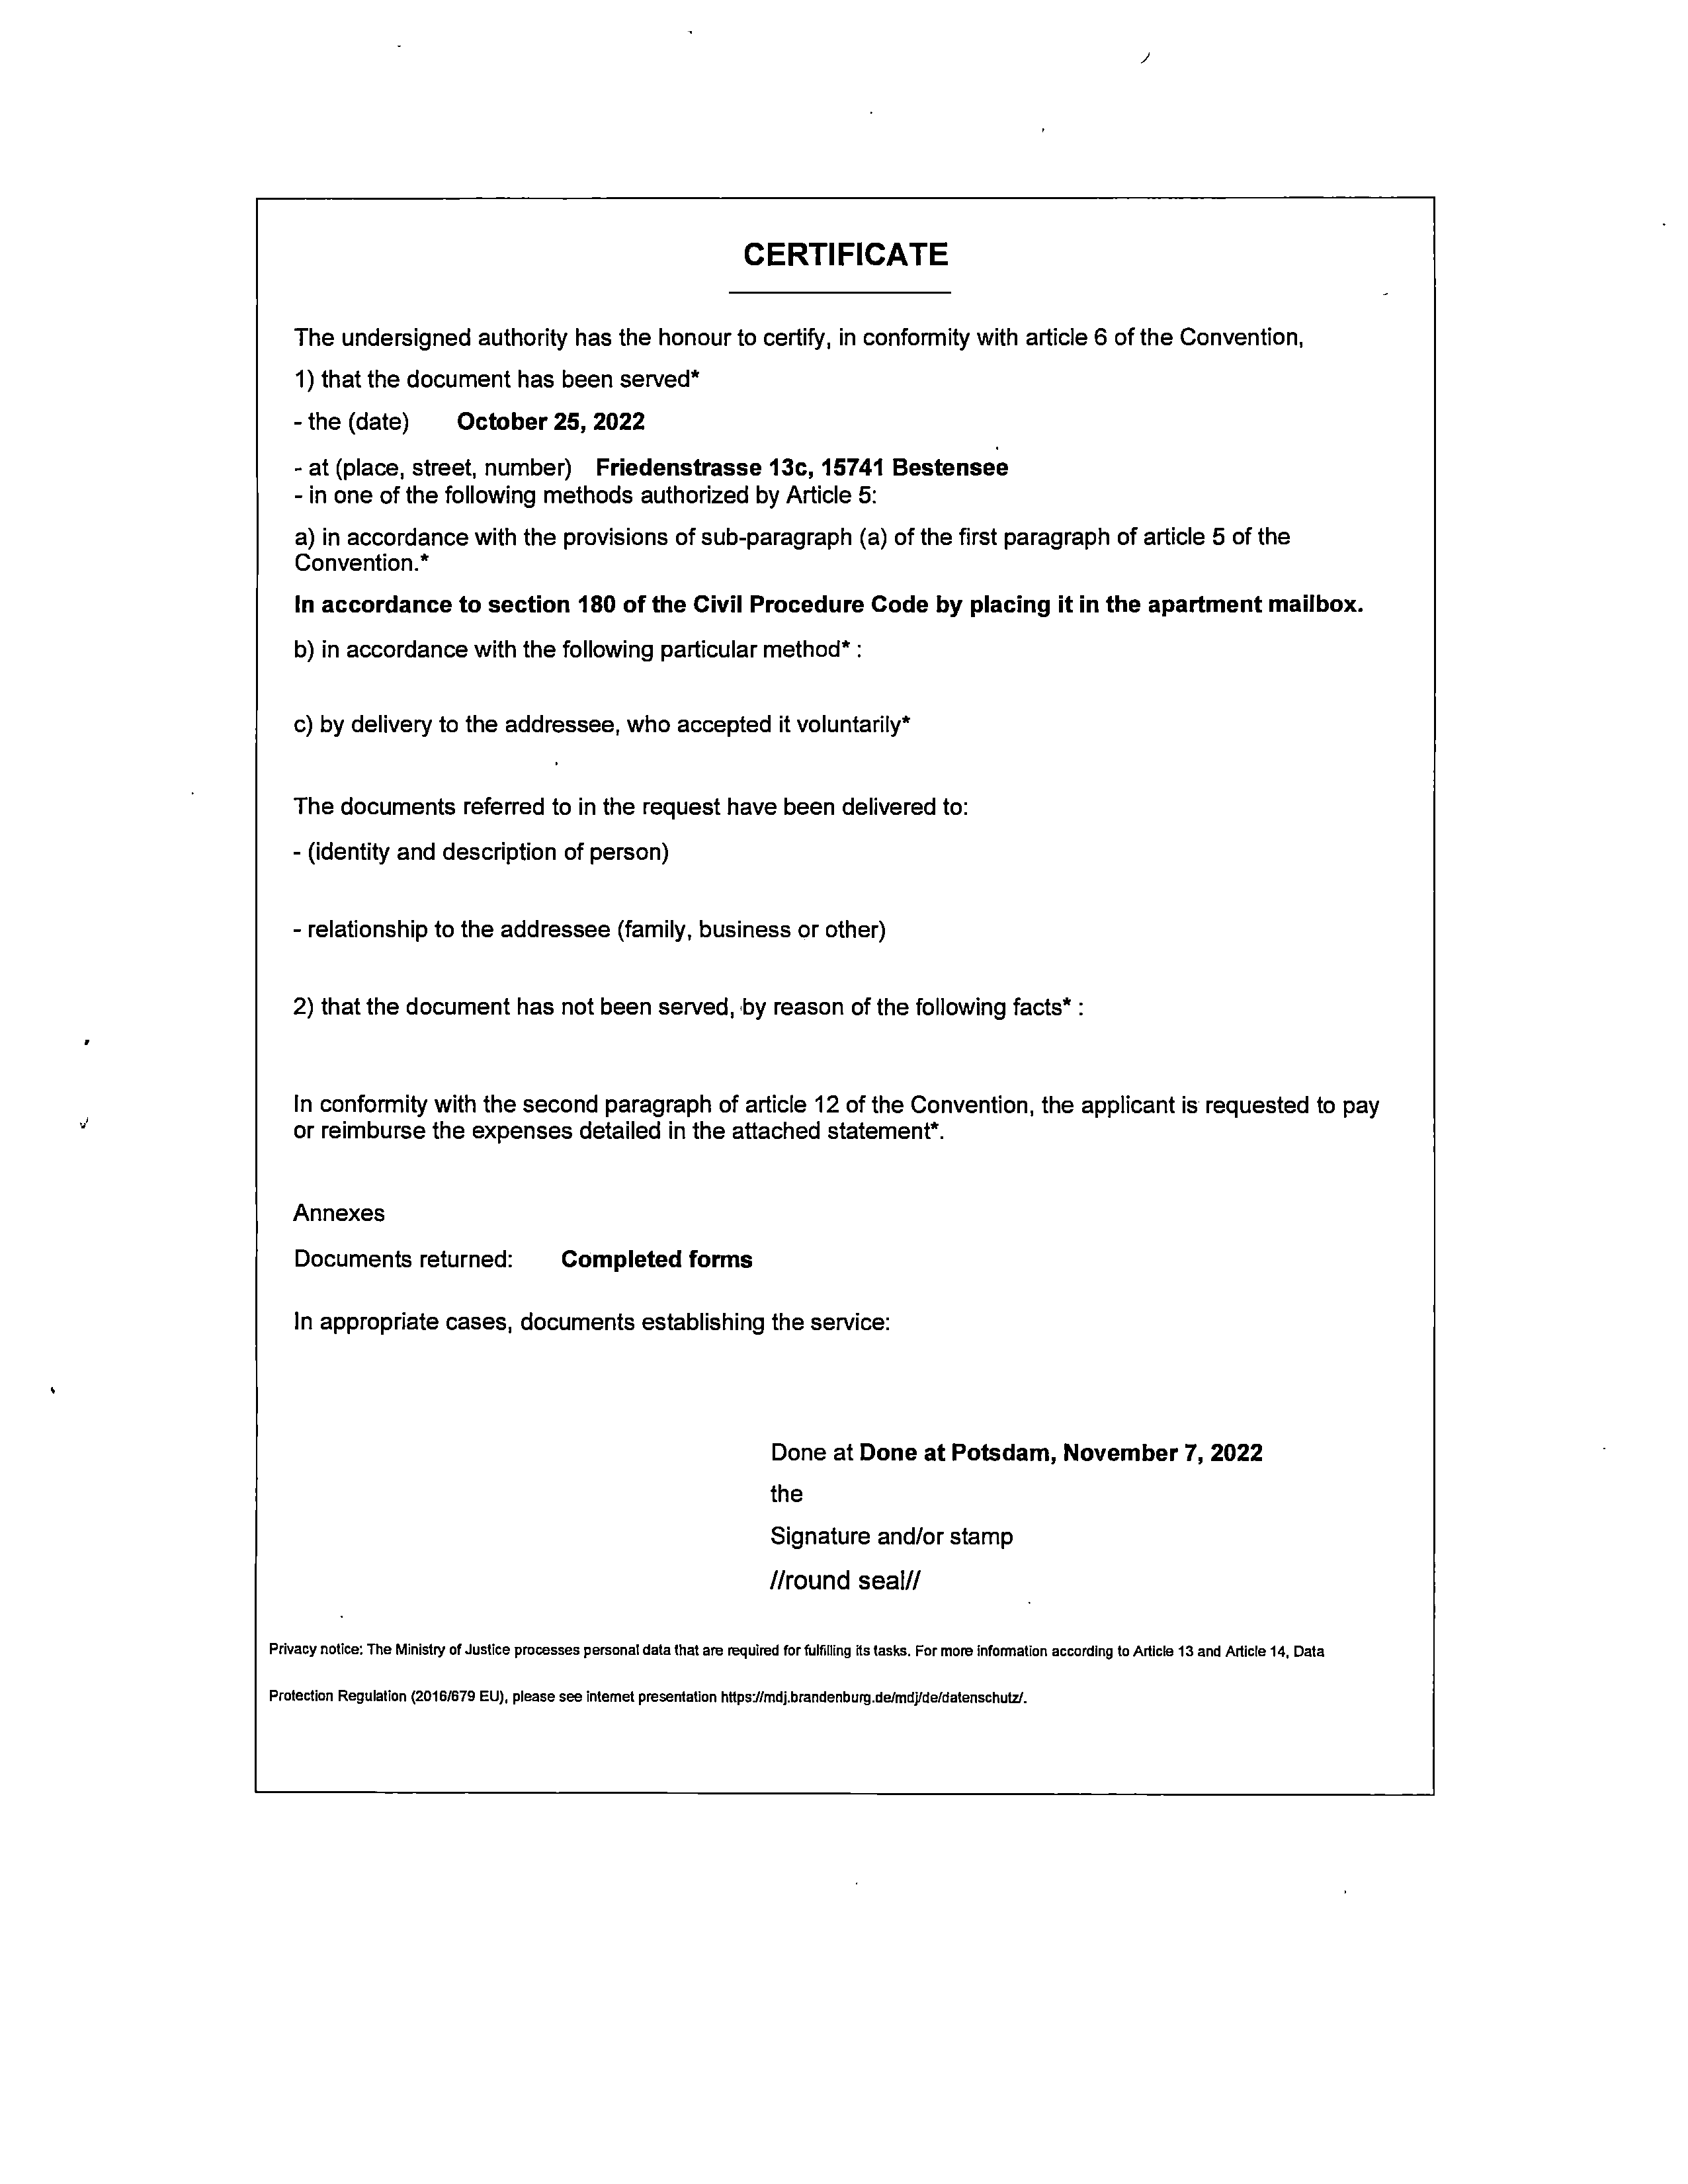 CERTIFICATE
The undersigned authority has the honour to certify, in conformity with article 6 of the Convention,
1) that the document has been served*
- the (date) October 25, 2022
- at (place, street, number) Friedenstrasse 13c, 15741 Bestensee
- in one of the following methods authorized by Article 5:
a) in accordance with the provisions of sub-paragraph (a) of the first paragraph of article 5 of the
Convention.*
In accordance to section 180 of the Civil Procedure Code by placing it in the apartment mailbox.
b) in accordance with the following particular method* :
c) by delivery to the addressee, who accepted it voluntarily*
The documents referred to in the request have been delivered to:
- (identity and description of person)
- relationship to the addressee (family, business or other)
2) that the document has not been served, by reason of the following facts* :
In conformity with the second paragraph of article 12 of the Convention, the applicant is requested to pay
or reimburse the expenses detailed in the attached statement*.
Annexes
Documents returned: Completed forms
In appropriate cases, documents establishing the service:
Done at Done at Potsdam, November 7, 2022
the
Signature and/or stamp
//round seal//
Privacy notice: The Ministry of Justice processes personal data that are required for fulfilling its tasks. For more information according to Article 13 and Article 14, Data
Protection Regulation (2016/679 EU), please see internet presentation https://mdj.brandenburg.de/mdj/de/datenschutz/.